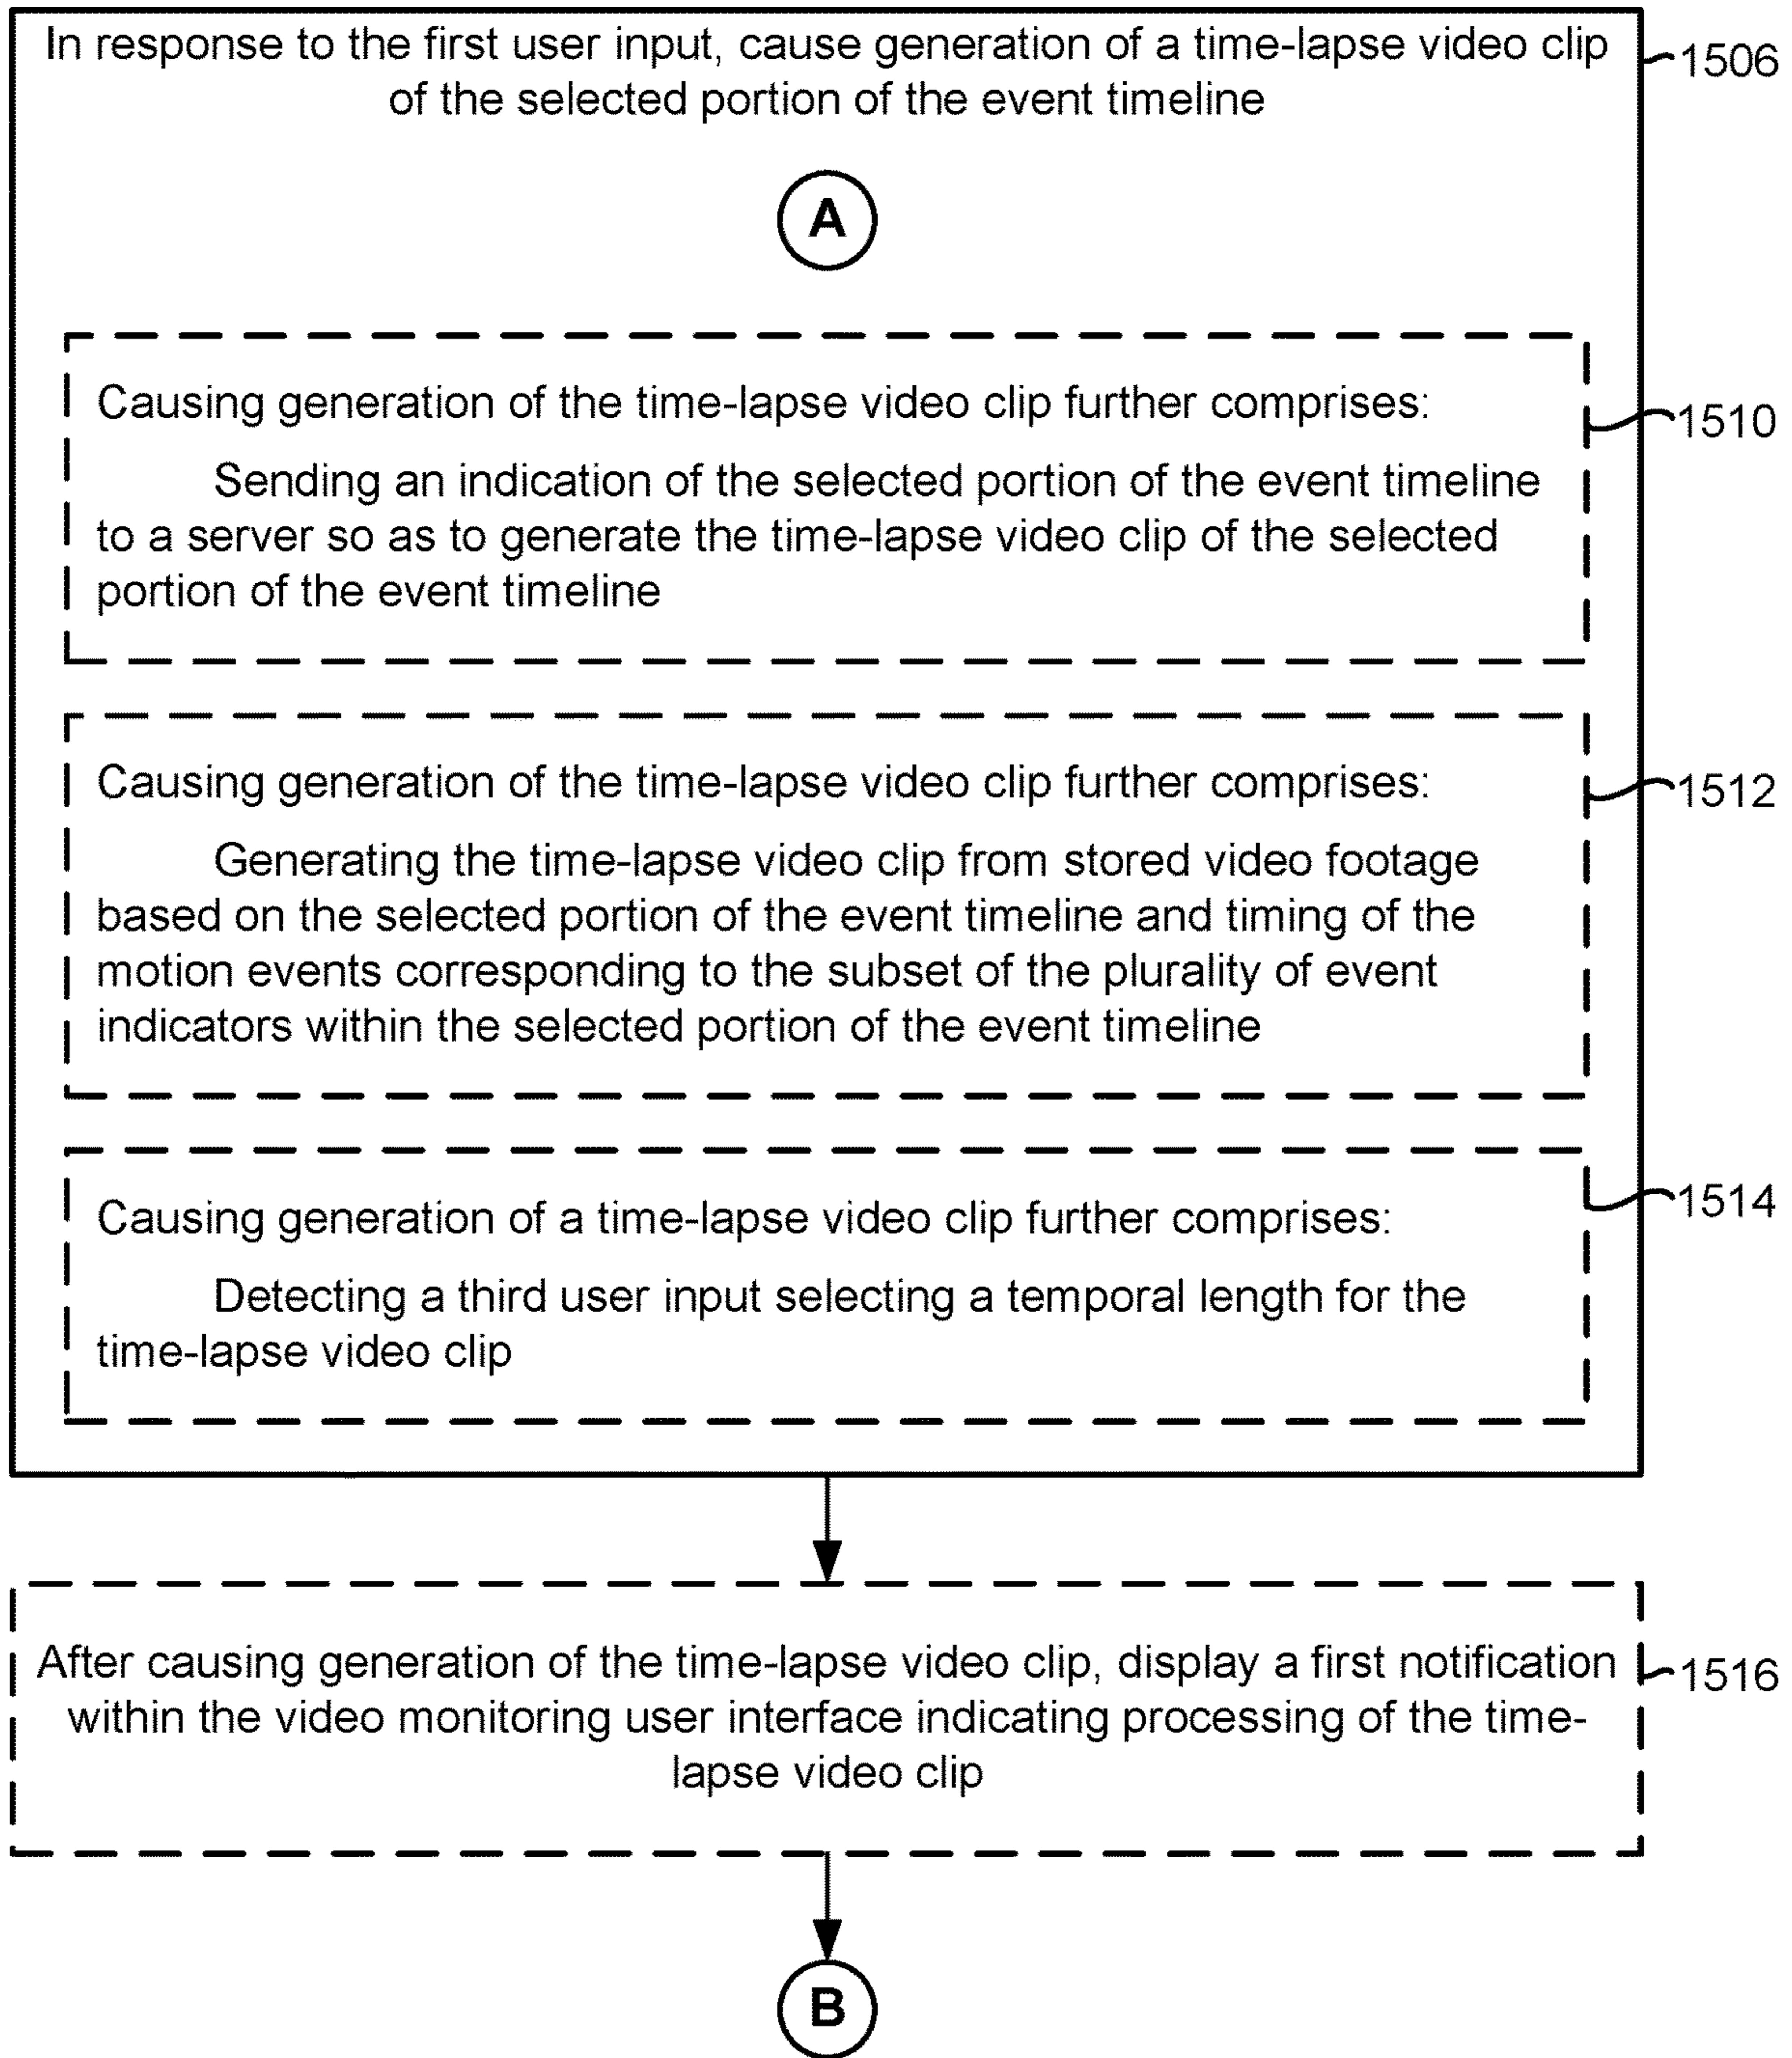 In response to the first user input, cause generation of a time-lapse video clip
of the selected portion of the event timeline
1506
A
Causing generation of the time-lapse video clip further comprises:
1510
Sending an indication of the selected portion of the event timeline
to a server so as to generate the time-lapse video clip of the selected
portion of the event timeline
Causing generation of the time-lapse video clip further comprises:
1512
Generating the time-lapse video clip from stored video footage
based on the selected portion of the event timeline and timing of the
motion events corresponding to the subset of the plurality of event
indicators within the selected portion of the event timeline
Causing generation of a time-lapse video clip further comprises:
1514
Detecting a third user input selecting a temporal length for the
time-lapse video clip
After causing generation of the time-lapse video clip, display a first notification
1516
within the video monitoring user interface indicating processing of the time-
lapse video clip
B